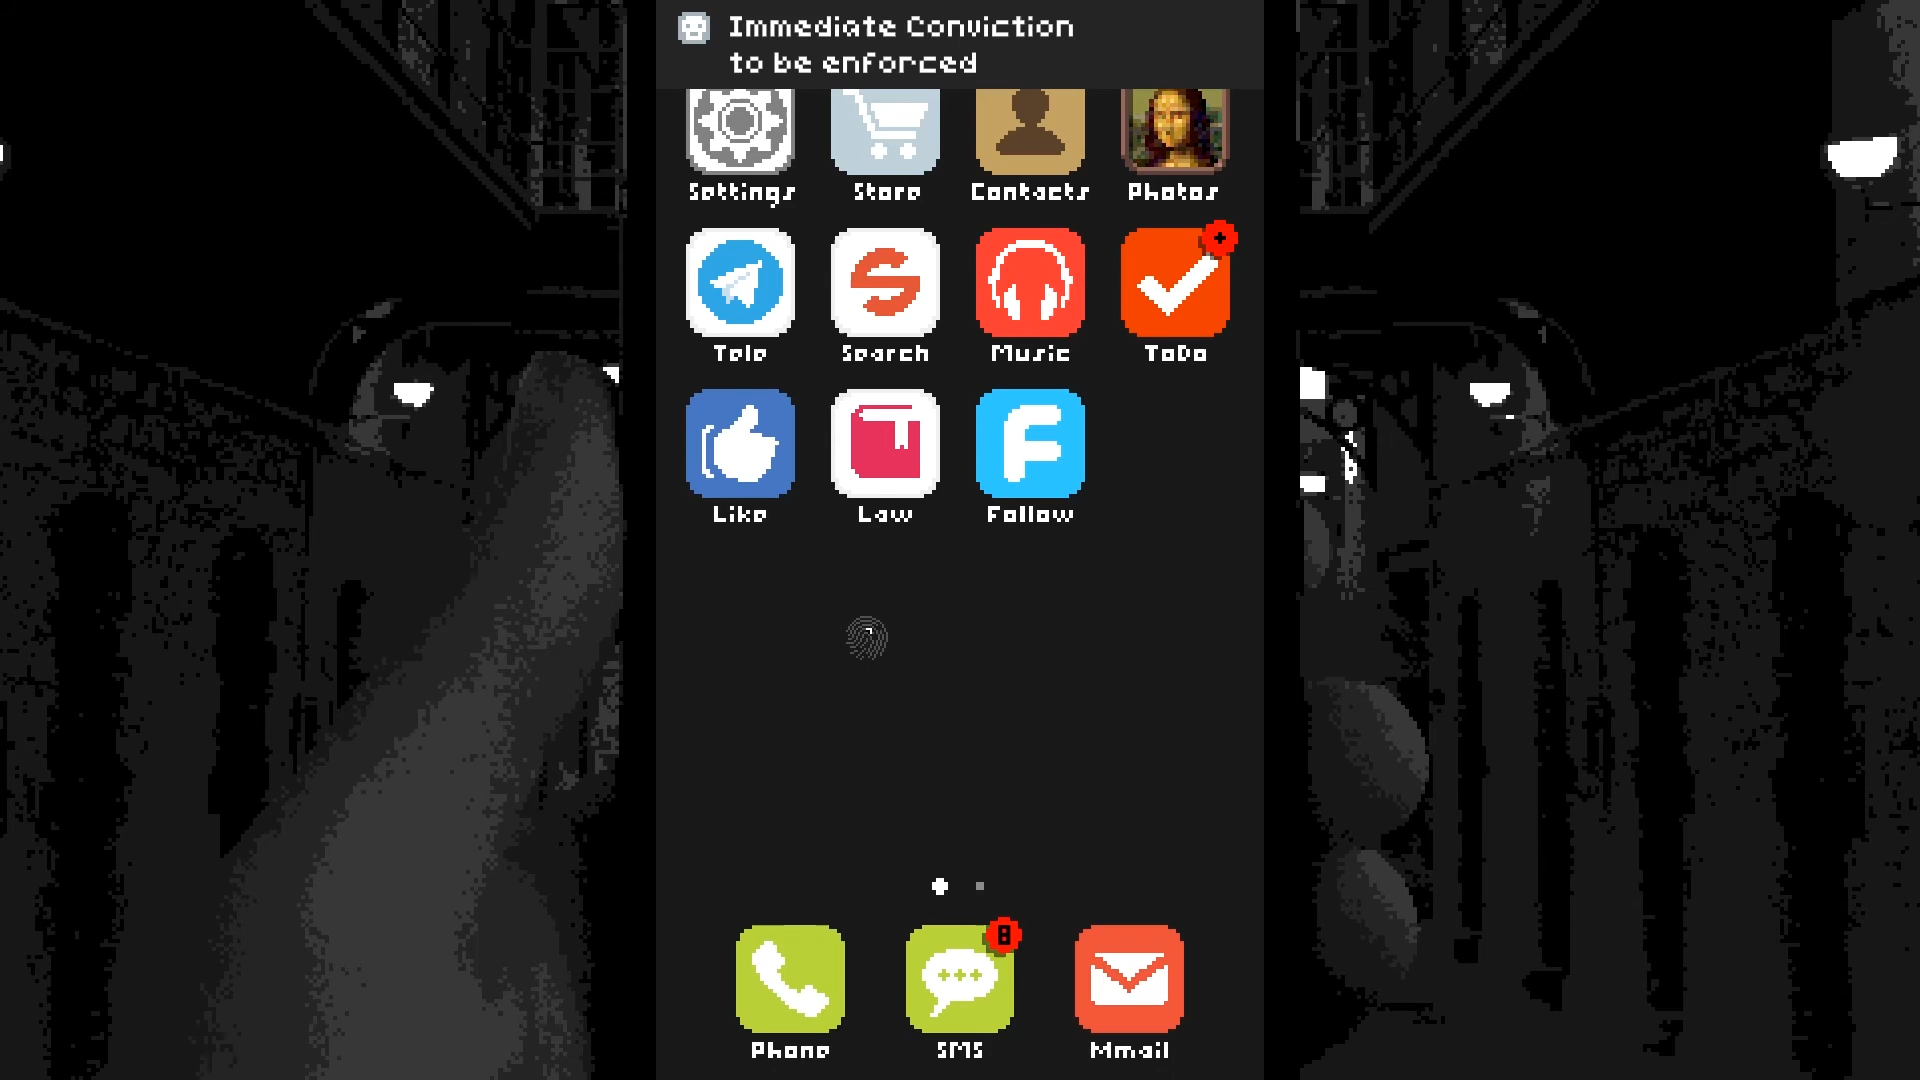 Immediate Conviction
to be enforced
Settings Store Contacts Photos
Tele Search Music ToDo
Like Law Follow
8
Phone SMS Mmail